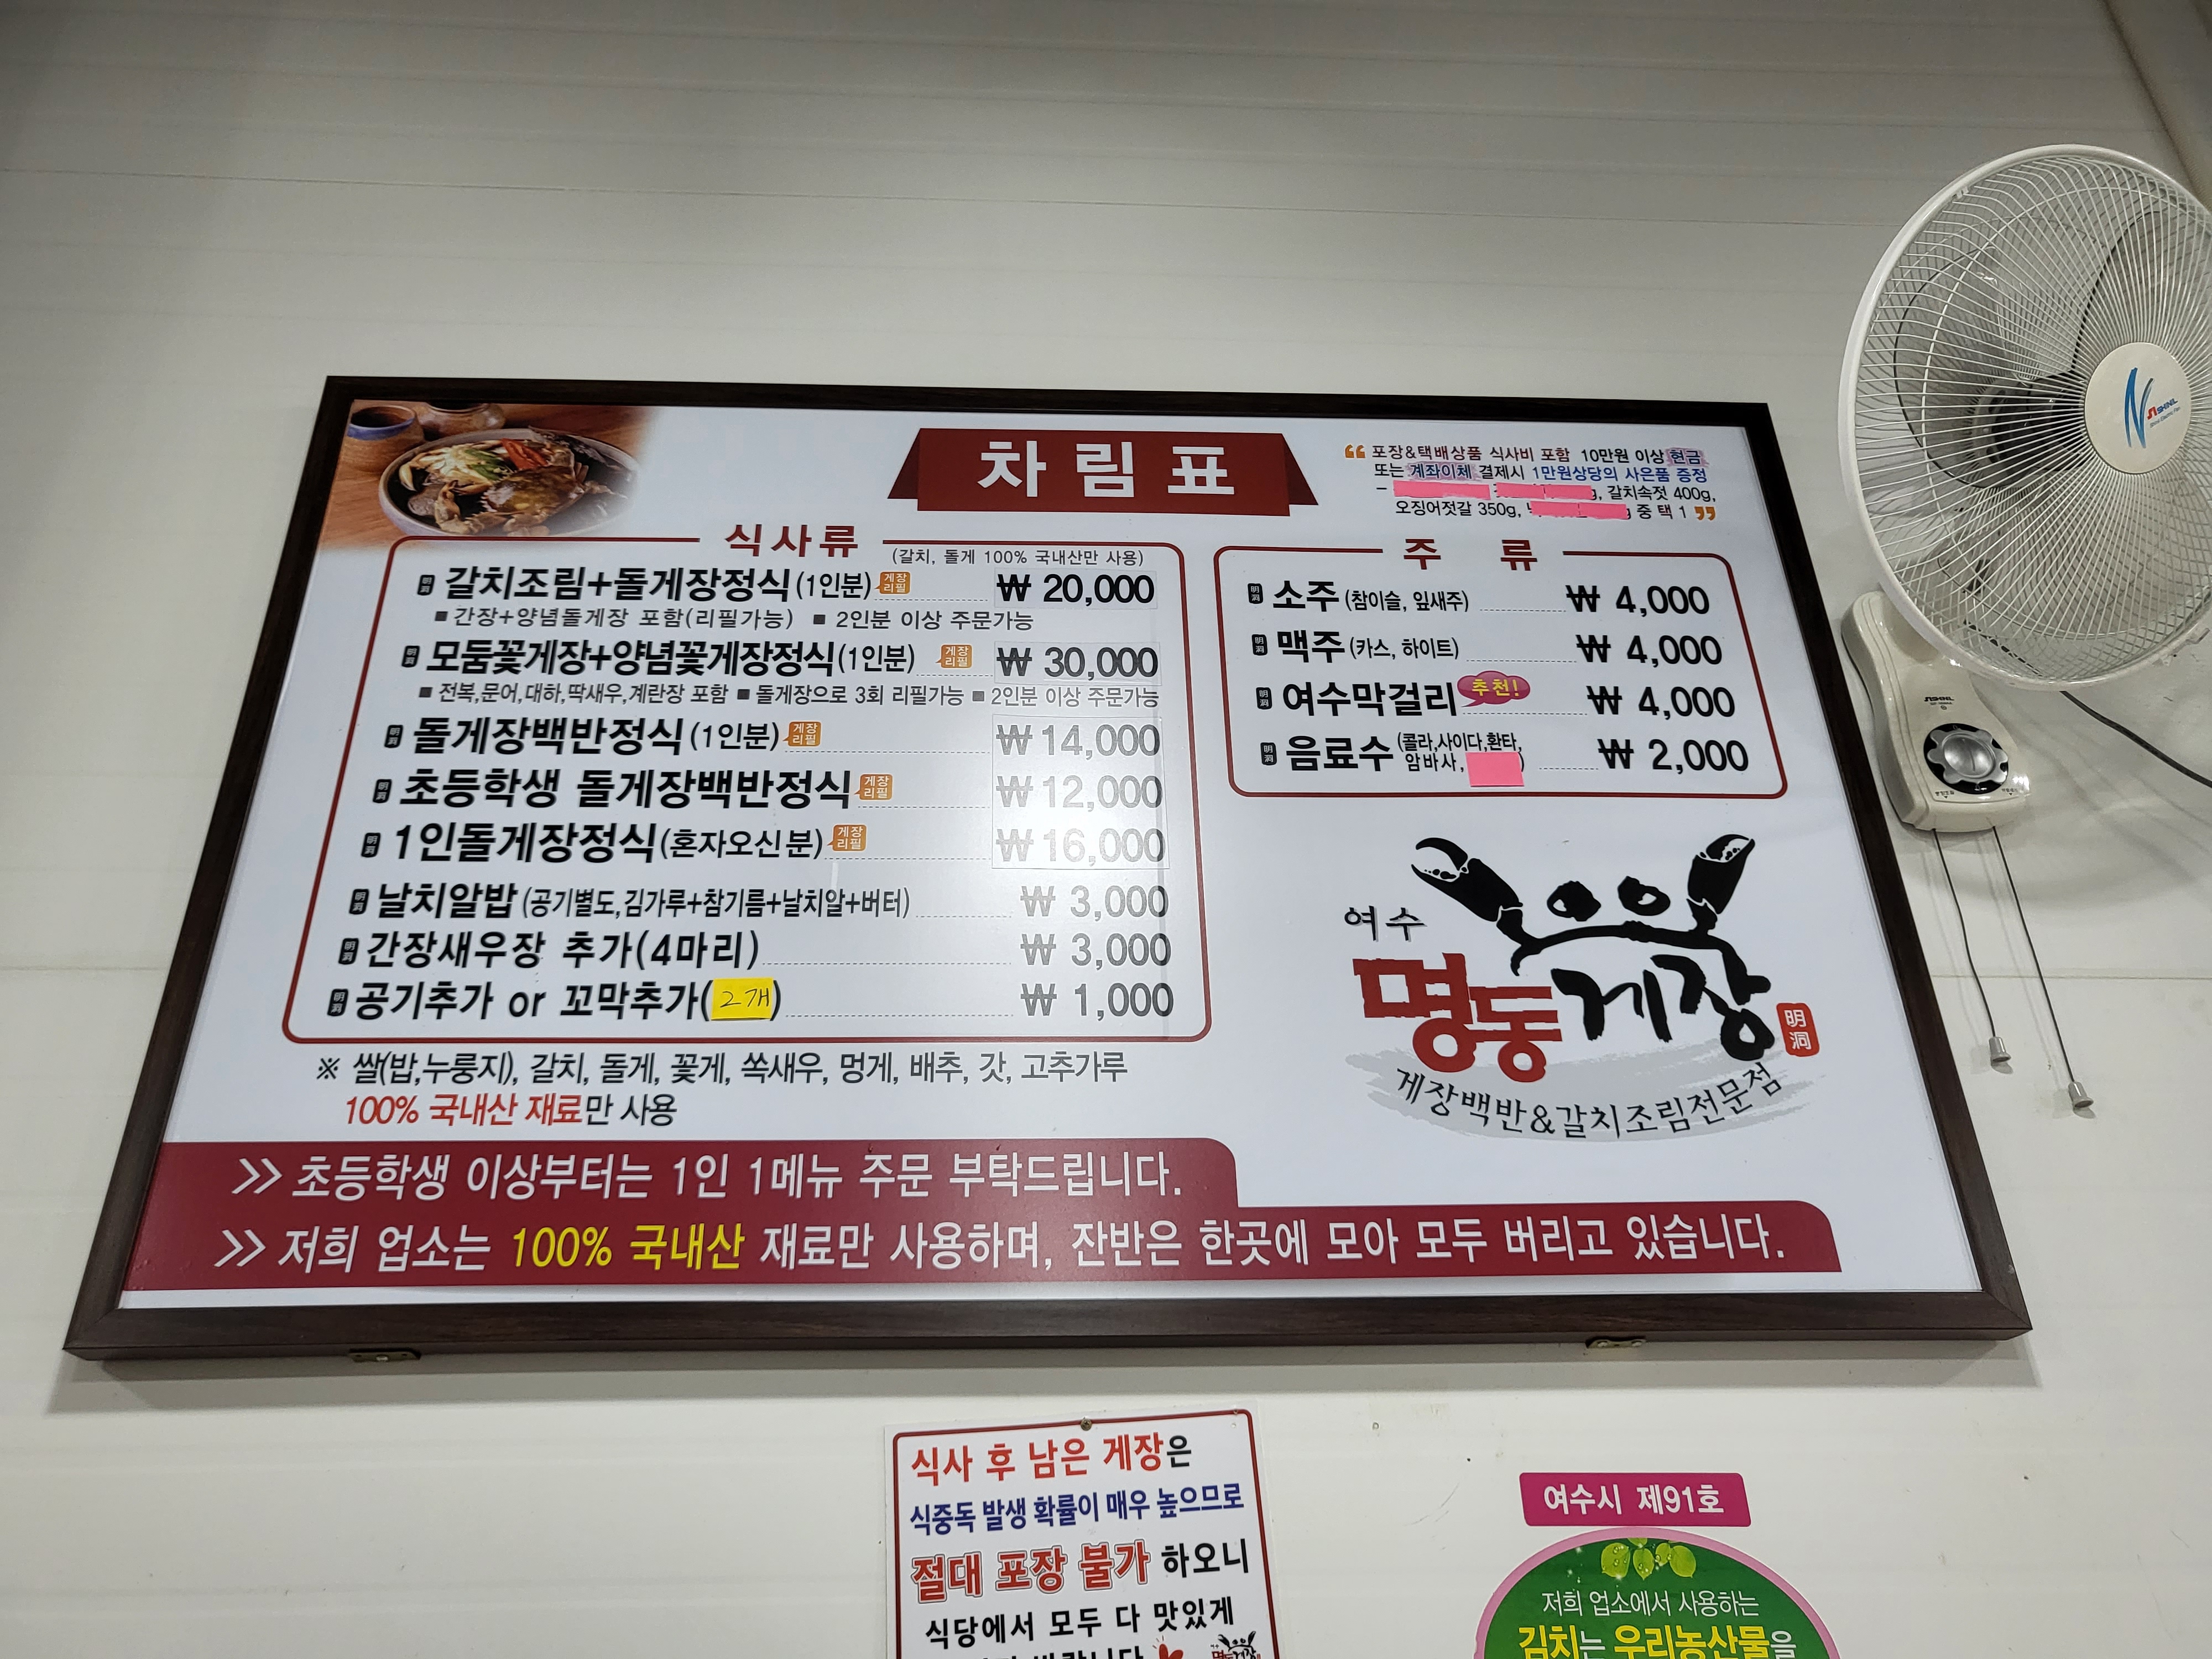 차림표
포장&택배상품 식사비 포함 10만원 이상 현금
또는 계좌이체 결제시 1만원상당의 사은품 증정
갈치속젓 400g,
오징어젓갈 350g, 중 택 1
식사류
(갈치, 돌게 100% 국내산만 사용)
갈치조림+돌게장정식(1인분) 게장리필 ₩ 20,000
■ 간장+양념돌게장 포함(리필가능) ■ 2인분 이상 주문가능
모둠꽃게장+양념꽃게장정식(1인분) 게장리필 ₩ 30,000
■ 전복,문어,대하,딱새우,계란장 포함 ■ 돌게장으로 3회 리필가능 ■ 2인분 이상 주문가능
돌게장백반정식(1인분) 게장리필 ₩ 14,000
초등학생 돌게장백반정식 게장리필 ₩ 12,000
1인돌게장정식(혼자오신분) 게장리필 ₩ 16,000
날치알밥(공기별도,김가루+참기름+날치알+버터) ₩ 3,000
간장새우장 추가(4마리) ₩ 3,000
공기추가 or 꼬막추가(2개) ₩ 1,000
※ 쌀(밥,누룽지), 갈치, 돌게, 꽃게, 쏙새우, 멍게, 배추, 갓, 고추가루
100% 국내산 재료만 사용
주 류
소주(참이슬, 잎새주) ₩ 4,000
맥주(카스, 하이트) ₩ 4,000
여수막걸리 추천! ₩ 4,000
음료수(콜라,사이다,환타, ₩ 2,000
암바사, )
여수
명동게장
明洞
게장백반&갈치조림전문점
>> 초등학생 이상부터는 1인 1메뉴 주문 부탁드립니다.
>> 저희 업소는 100% 국내산 재료만 사용하며, 잔반은 한곳에 모아 모두 버리고 있습니다.
SHINIL
식사 후 남은 게장은
식중독 발생 확률이 매우 높으므로
절대 포장 불가 하오니
식당에서 모두 다 맛있게
여수시 제91호
저희 업소에서 사용하는
김치는 우리농산물을